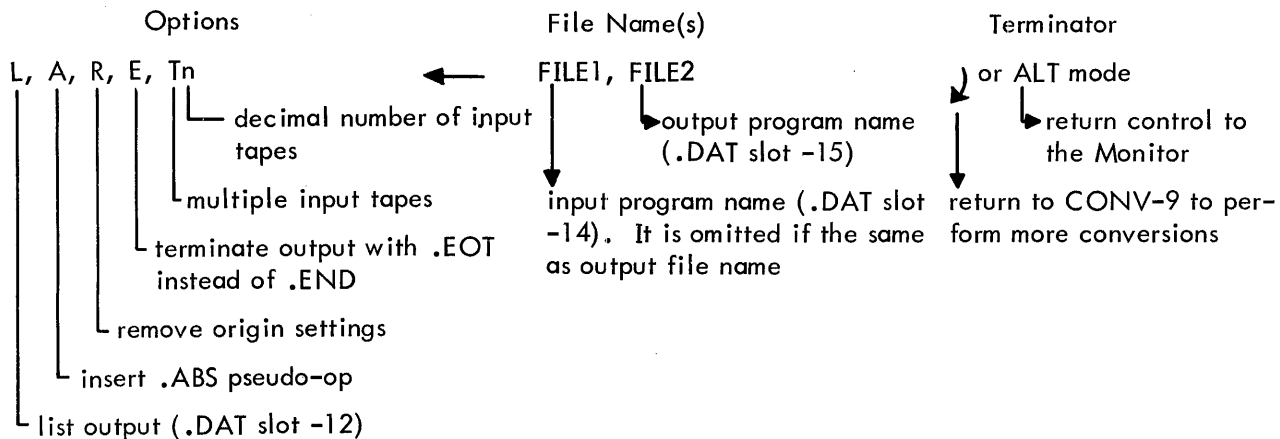 Options File Name(s) Terminator
L, A, R, E, Tn ← FILE1, FILE2 ) or ALT mode
decimal number of input
tapes
output program name
(.DAT slot -15)
return control to
the Monitor
multiple input tapes
input program name (.DAT slot
-14). It is omitted if the same
as output file name
return to CONV-9 to per-
form more conversions
terminate output with .EOT
instead of .END
remove origin settings
insert .ABS pseudo-op
list output (.DAT slot -12)